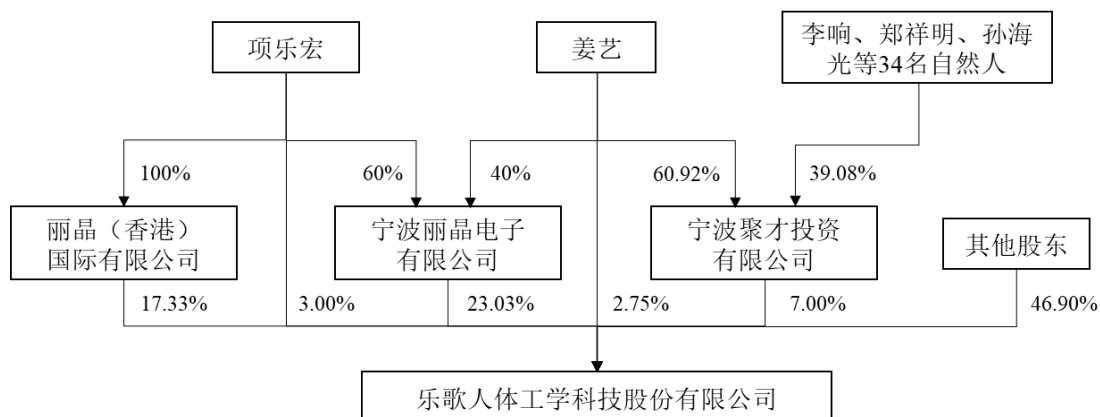 项乐宏
姜艺
李响、郑祥明、孙海
光等34名自然人
100%
60%
40%
60.92%
39.08%
丽晶（香港）
国际有限公司
宁波丽晶电子
有限公司
宁波聚才投资
有限公司
其他股东
17.33%
3.00%
23.03%
2.75%
7.00%
46.90%
乐歌人体工学科技股份有限公司